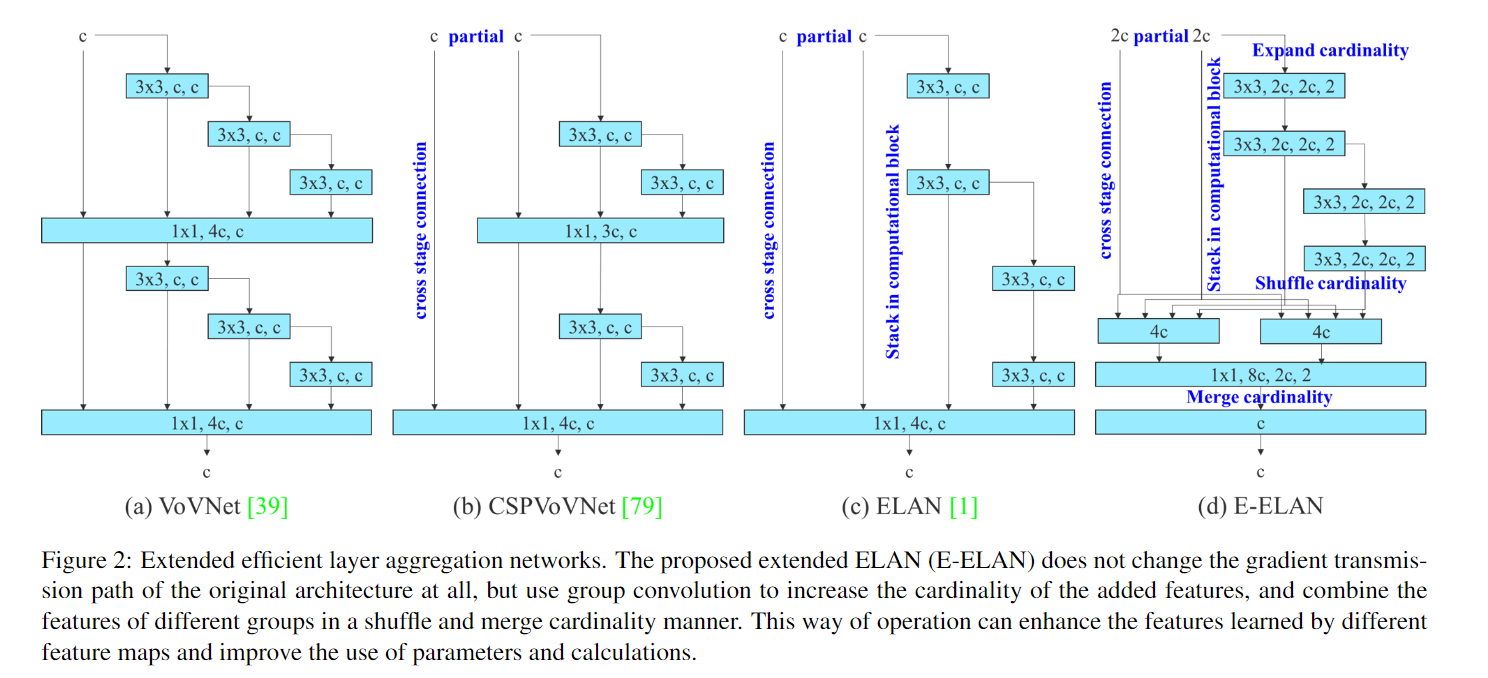 c
3x3, c, c
3x3, c, c
3x3, c, c
1x1, 4c, c
3x3, c, c
3x3, c, c
3x3, c, c
1x1, 4c, c
c
(a) VoVNet [39]
c partial c
cross stage connection
3x3, c, c
3x3, c, c
1x1, 3c, c
3x3, c, c
3x3, c, c
1x1, 4c, c
c
(b) CSPVoVNet [79]
c partial c
cross stage connection
Stack in computational block
3x3, c, c
3x3, c, c
3x3, c, c
3x3, c, c
1x1, 4c, c
c
(c) ELAN [1]
2c partial 2c
Expand cardinality
cross stage connection
Stack in computational block
3x3, 2c, 2c, 2
3x3, 2c, 2c, 2
3x3, 2c, 2c, 2
3x3, 2c, 2c, 2
Shuffle cardinality
4c
4c
1x1, 8c, 2c, 2
Merge cardinality
c
c
(d) E-ELAN
Figure 2: Extended efficient layer aggregation networks. The proposed extended ELAN (E-ELAN) does not change the gradient transmis-
sion path of the original architecture at all, but use group convolution to increase the cardinality of the added features, and combine the
features of different groups in a shuffle and merge cardinality manner. This way of operation can enhance the features learned by different
feature maps and improve the use of parameters and calculations.